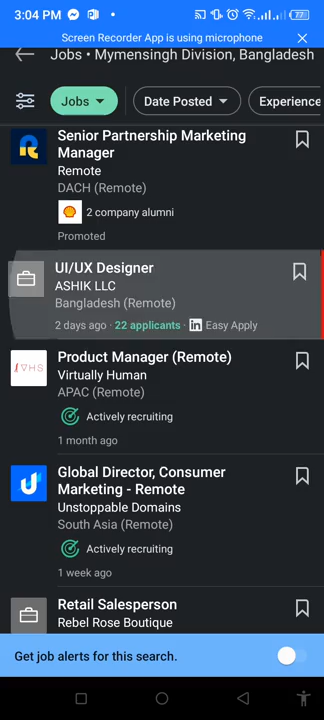 3:04 PM
77
Screen Recorder App is using microphone
Jobs • Mymensingh Division, Bangladesh
Jobs
Date Posted
Experience
Senior Partnership Marketing
Manager
Remote
DACH (Remote)
2 company alumni
Promoted
UI/UX Designer
ASHIK LLC
Bangladesh (Remote)
2 days ago · 22 applicants · in Easy Apply
Product Manager (Remote)
Virtually Human
APAC (Remote)
Actively recruiting
1 month ago
Global Director, Consumer
Marketing - Remote
Unstoppable Domains
South Asia (Remote)
Actively recruiting
1 week ago
Retail Salesperson
Rebel Rose Boutique
Get job alerts for this search.